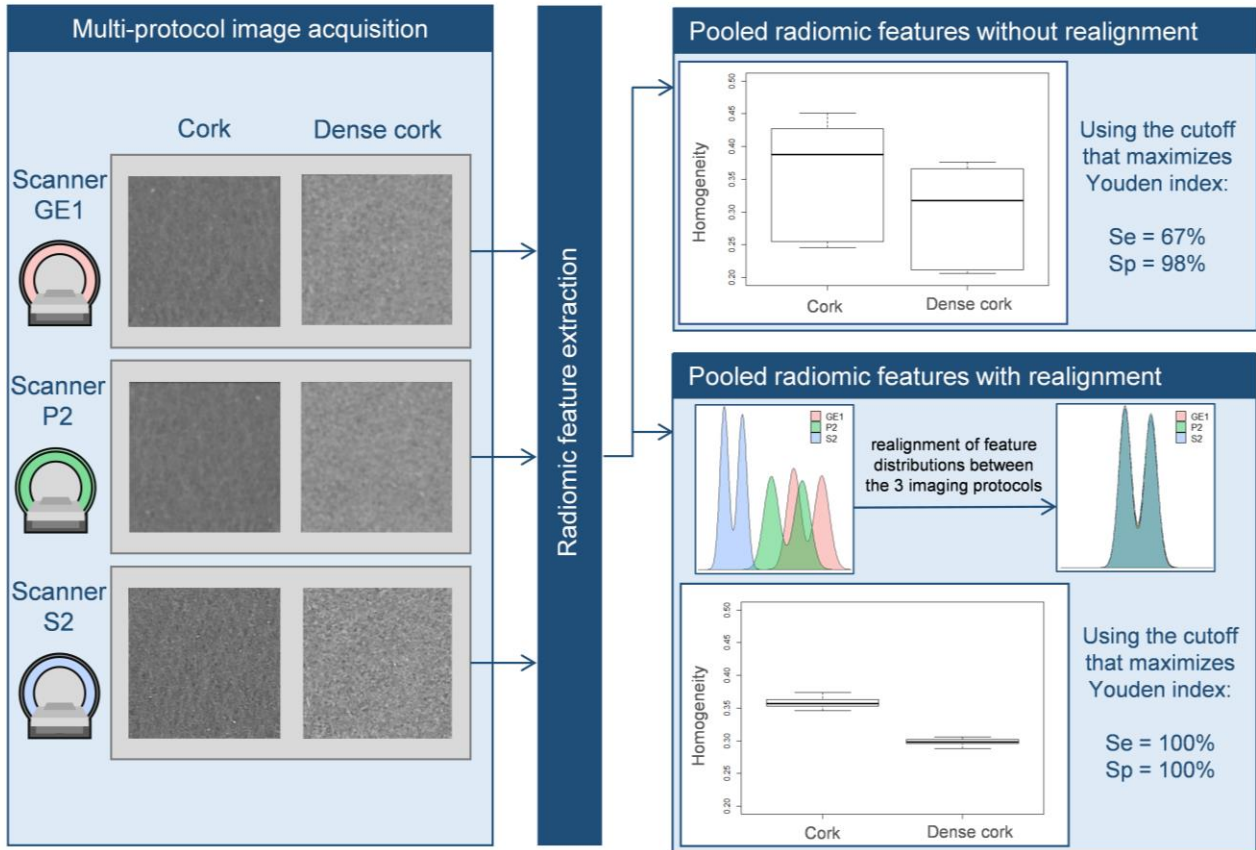 Multi-protocol image acquisition
Cork
Dense cork
Scanner
GE1
Scanner
P2
Scanner
S2
Radiomic feature extraction
Pooled radiomic features without realignment
Homogeneity
0.50
0.45
0.40
0.35
0.30
0.25
0.20
Cork
Dense cork
Using the cutoff
that maximizes
Youden index:
Se = 67%
Sp = 98%
Pooled radiomic features with realignment
GE1
P2
S2
realignment of feature
distributions between
the 3 imaging protocols
GE1
P2
S2
Homogeneity
0.50
0.45
0.40
0.35
0.30
0.25
0.20
Cork
Dense cork
Using the cutoff
that maximizes
Youden index:
Se = 100%
Sp = 100%